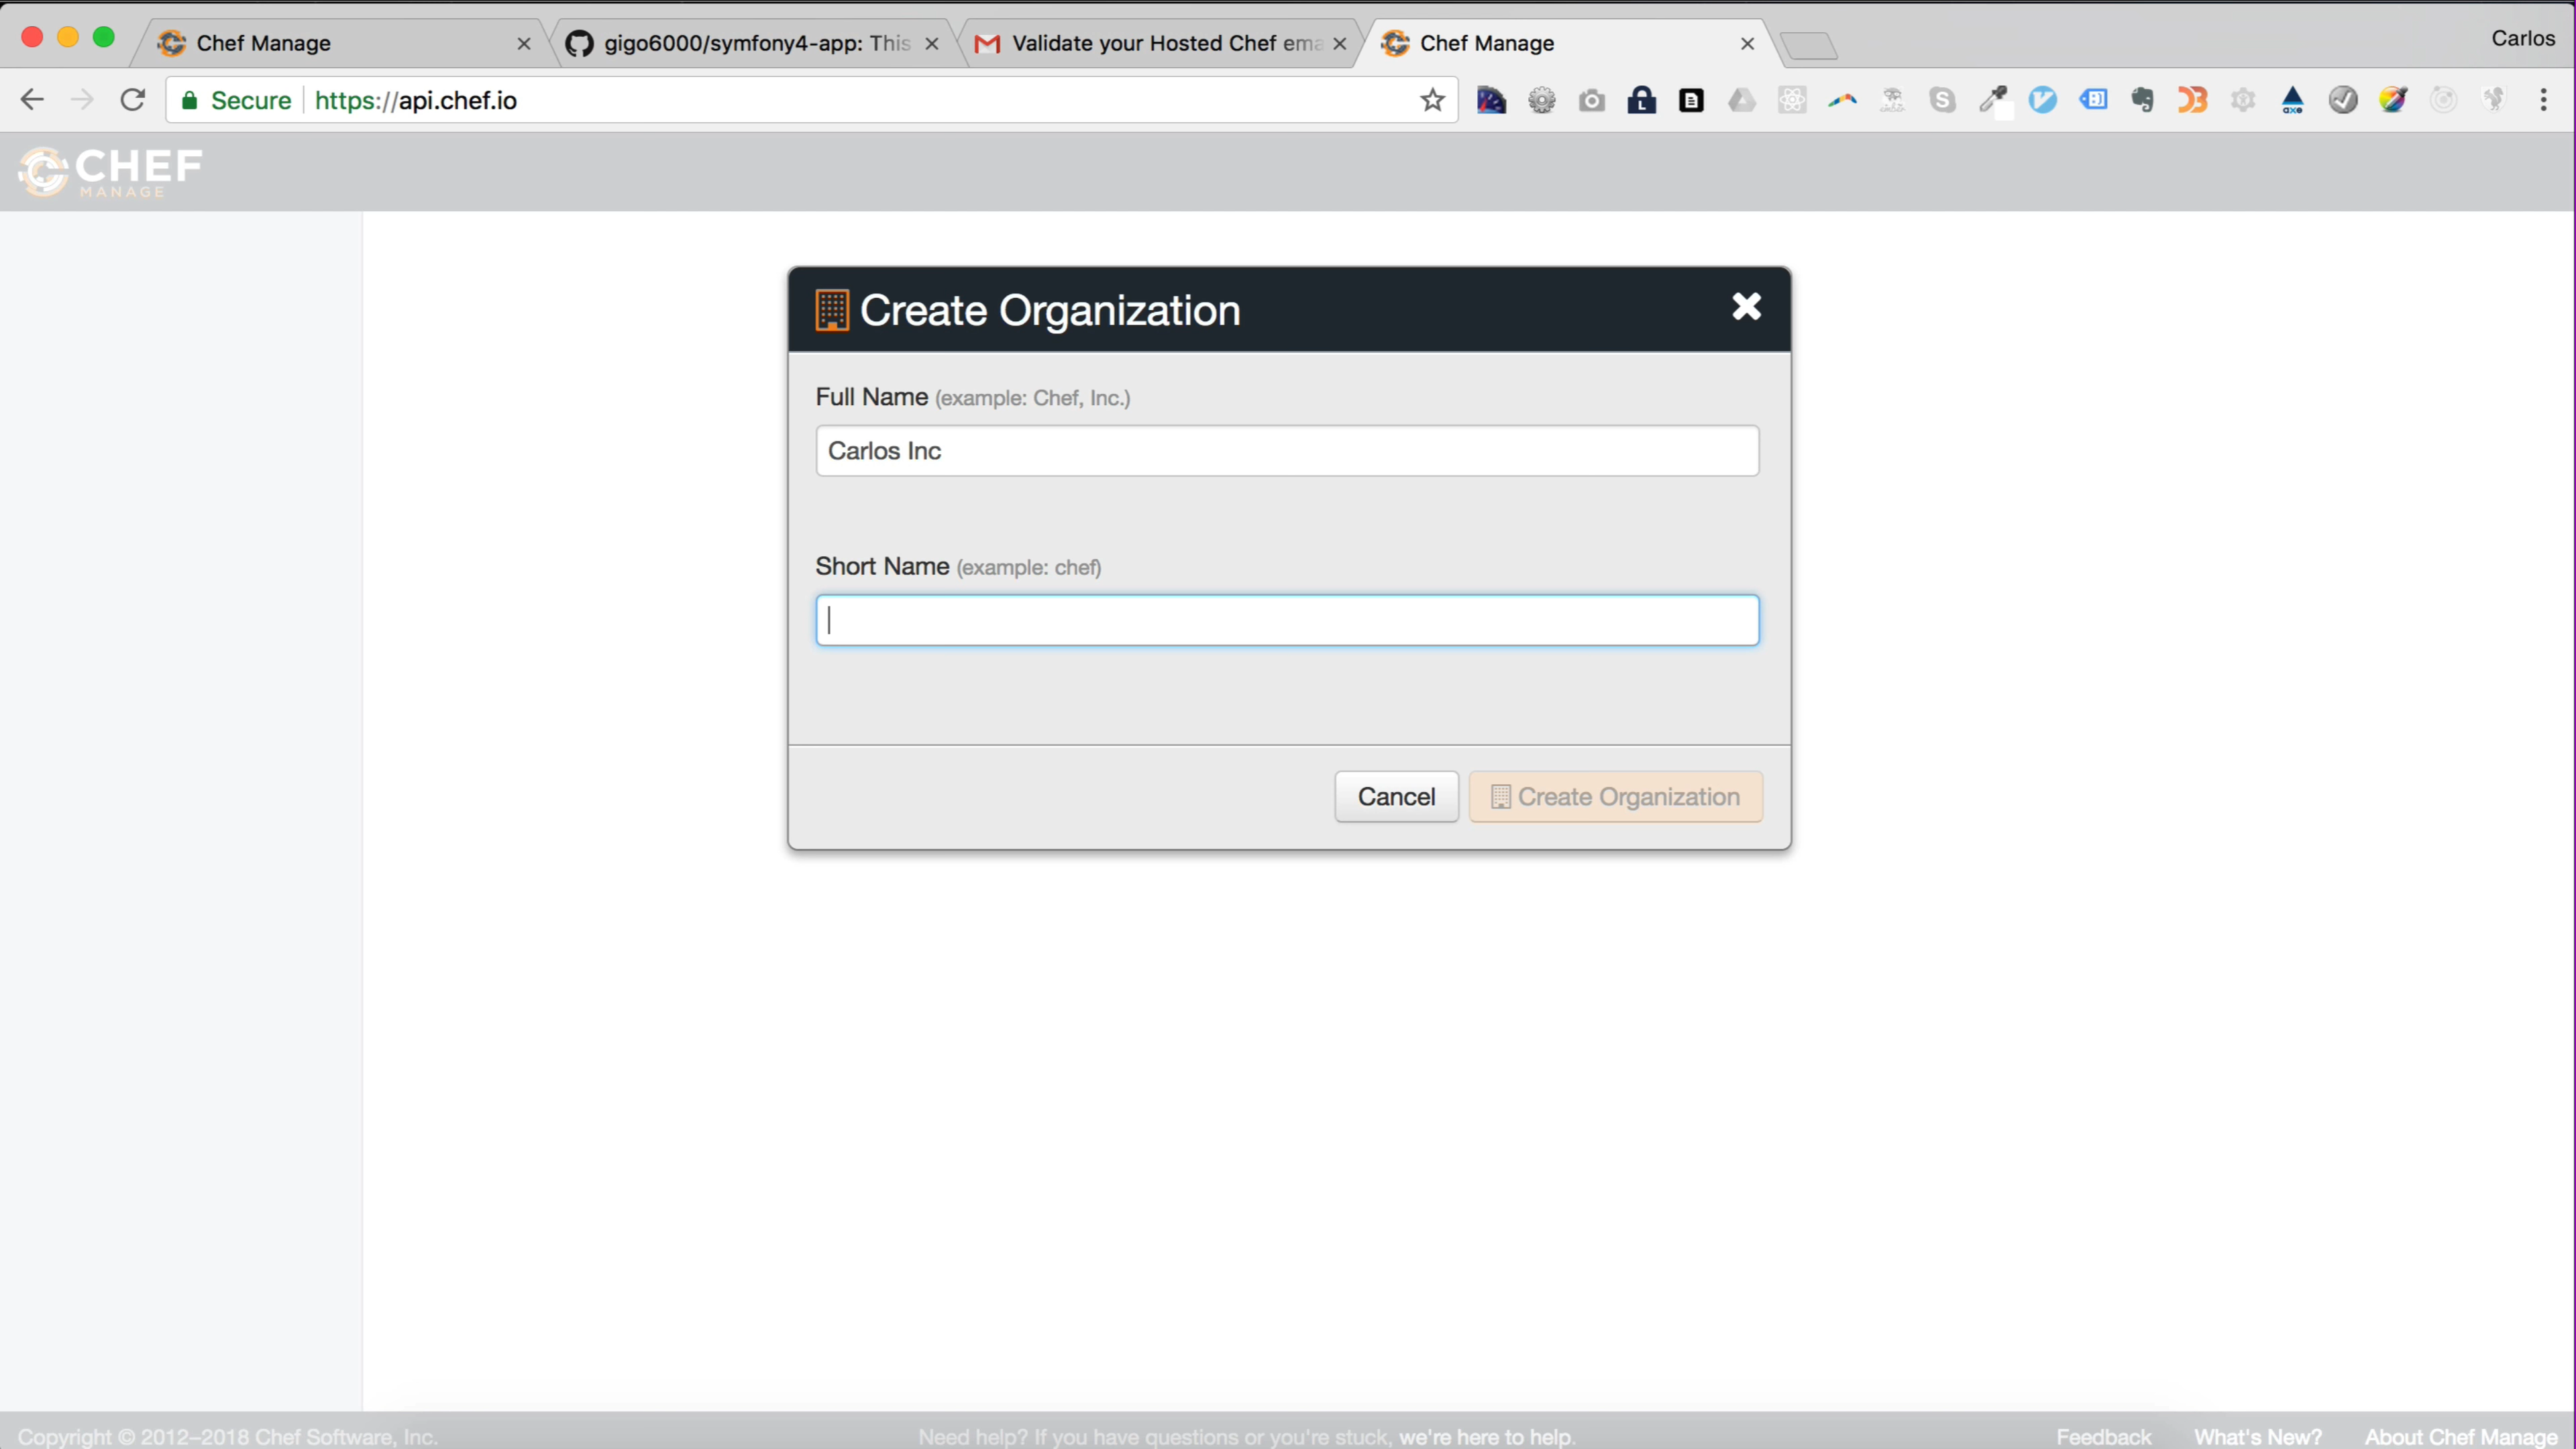 Chef Manage
gigo6000/symfony4-app: This
Validate your Hosted Chef ema
Chef Manage
Carlos
Secure
https://api.chef.io
CHEF
MANAGE
Create Organization
Full Name (example: Chef, Inc.)
Carlos Inc
Short Name (example: chef)
Cancel
Create Organization
Copyright © 2012–2018 Chef Software, Inc.
Need help? If you have questions or you're stuck, we're here to help.
Feedback
What's New?
About Chef Manage